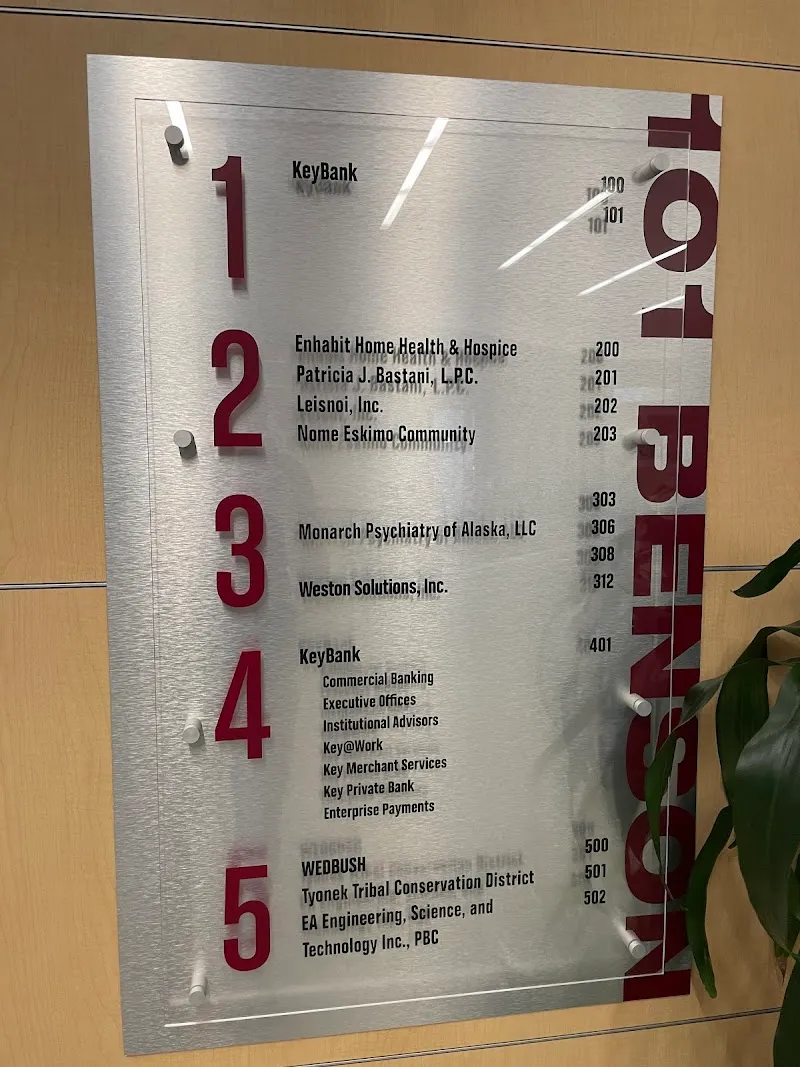 101 BENSON
1
KeyBank 100
101
2
Enhabit Home Health & Hospice 200
Patricia J. Bastani, L.P.C. 201
Leisnoi, Inc. 202
Nome Eskimo Community 203
3
303
Monarch Psychiatry of Alaska, LLC 306
308
Weston Solutions, Inc. 312
4
KeyBank 401
Commercial Banking
Executive Offices
Institutional Advisors
Key@Work
Key Merchant Services
Key Private Bank
Enterprise Payments
5
WEDBUSH 500
Tyonek Tribal Conservation District 501
EA Engineering, Science, and 502
Technology Inc., PBC